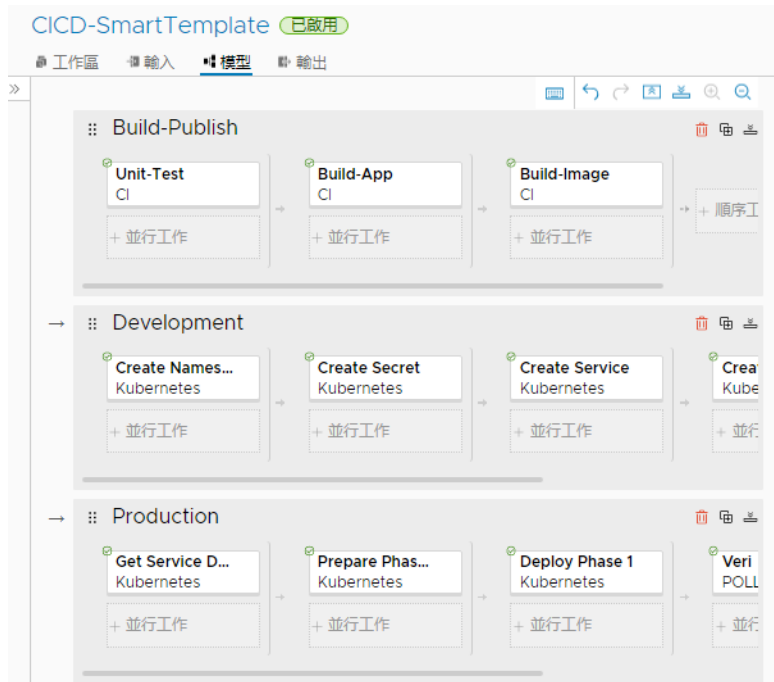 CICD-SmartTemplate 已啟用
工作區 輸入 模型 輸出
Build-Publish
Unit-Test Build-App Build-Image
CI CI CI
+ 順序工
+ 並行工作 + 並行工作 + 並行工作
Development
Create Names... Create Secret Create Service Crea
Kubernetes Kubernetes Kubernetes Kube
+ 並行工作 + 並行工作 + 並行工作 + 並行
Production
Get Service D... Prepare Phas... Deploy Phase 1 Veri
Kubernetes Kubernetes Kubernetes POLL
+ 並行工作 + 並行工作 + 並行工作 + 並行